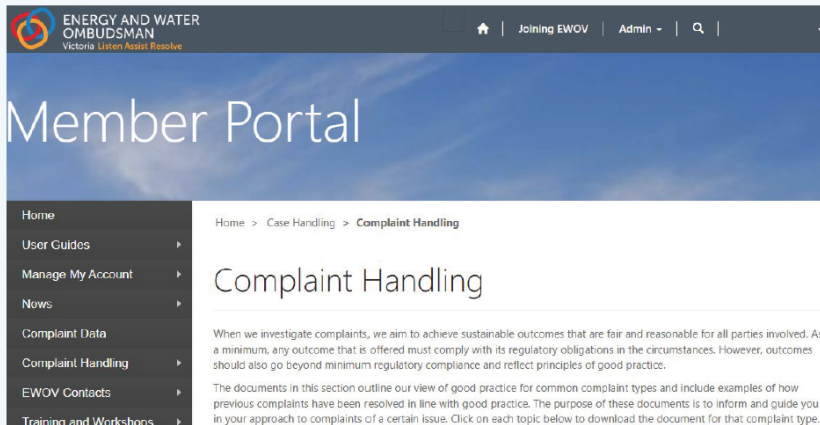 ENERGY AND WATER
OMBUDSMAN
Victoria Listen Assist Resolve
Joining EWOV
Admin
Member Portal
Home
User Guides
Manage My Account
News
Complaint Data
Complaint Handling
EWOV Contacts
Training and Workshops
Home > Case Handling > Complaint Handling
Complaint Handling
When we investigate complaints, we aim to achieve sustainable outcomes that are fair and reasonable for all parties involved. As
a minimum, any outcome that is offered must comply with its regulatory obligations in the circumstances. However, outcomes
should also go beyond minimum regulatory compliance and reflect principles of good practice.
The documents in this section outline our view of good practice for common complaint types and include examples of how
previous complaints have been resolved in line with good practice. The purpose of these documents is to inform and guide you
in your approach to complaints of a certain issue. Click on each topic below to download the document for that complaint type.